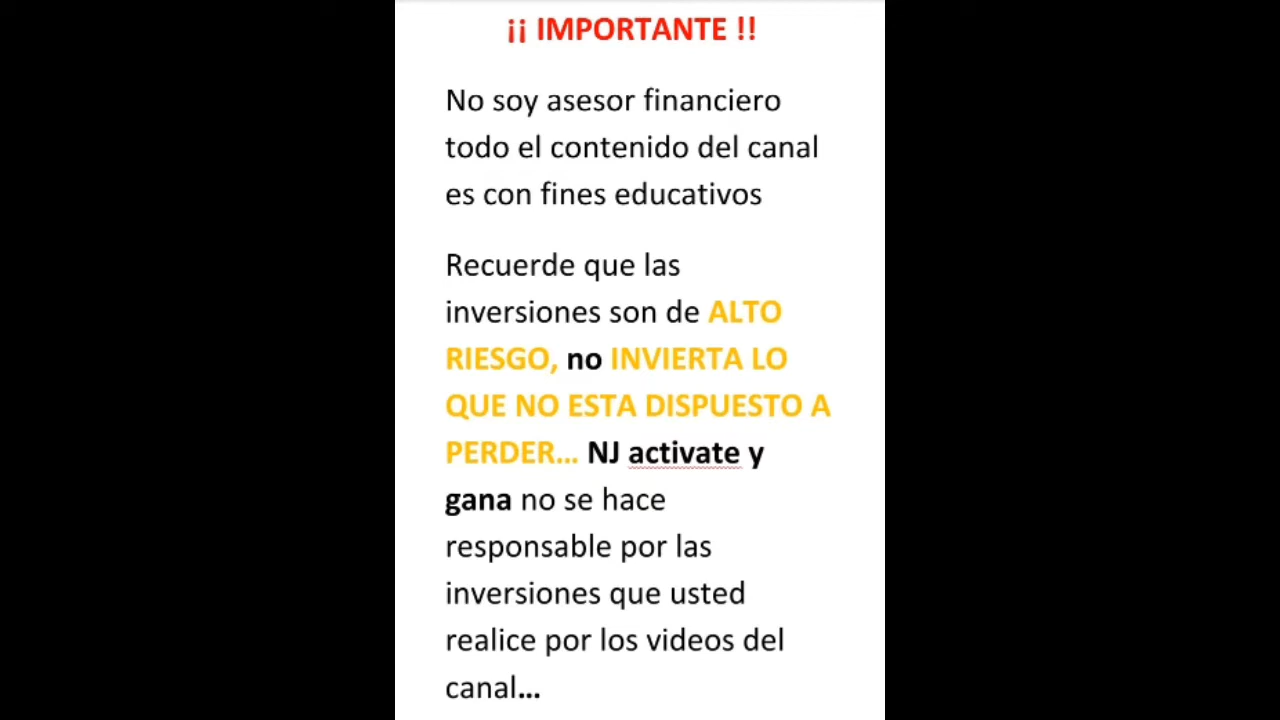 ¡¡ IMPORTANTE !!
No soy asesor financiero
todo el contenido del canal
es con fines educativos
Recuerde que las
inversiones son de ALTO
RIESGO, no INVIERTA LO
QUE NO ESTA DISPUESTO A
PERDER... NJ activate y
gana no se hace
responsable por las
inversiones que usted
realice por los videos del
canal...